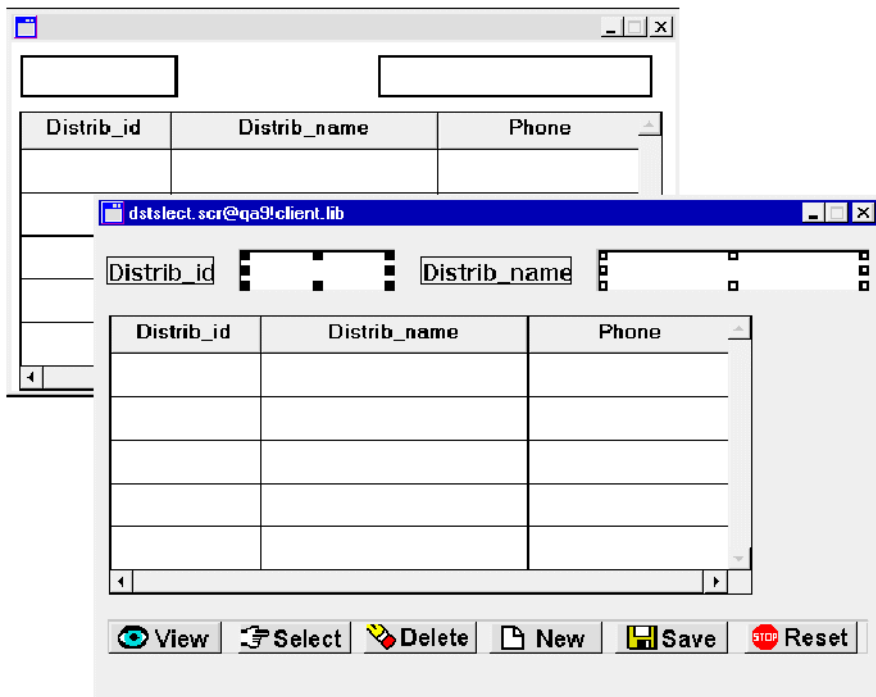 Distrib_id Distrib_name Phone
dstslect.scr@qa9!client.lib
Distrib_id Distrib_name
Distrib_id Distrib_name Phone
View Select Delete New Save STOP Reset